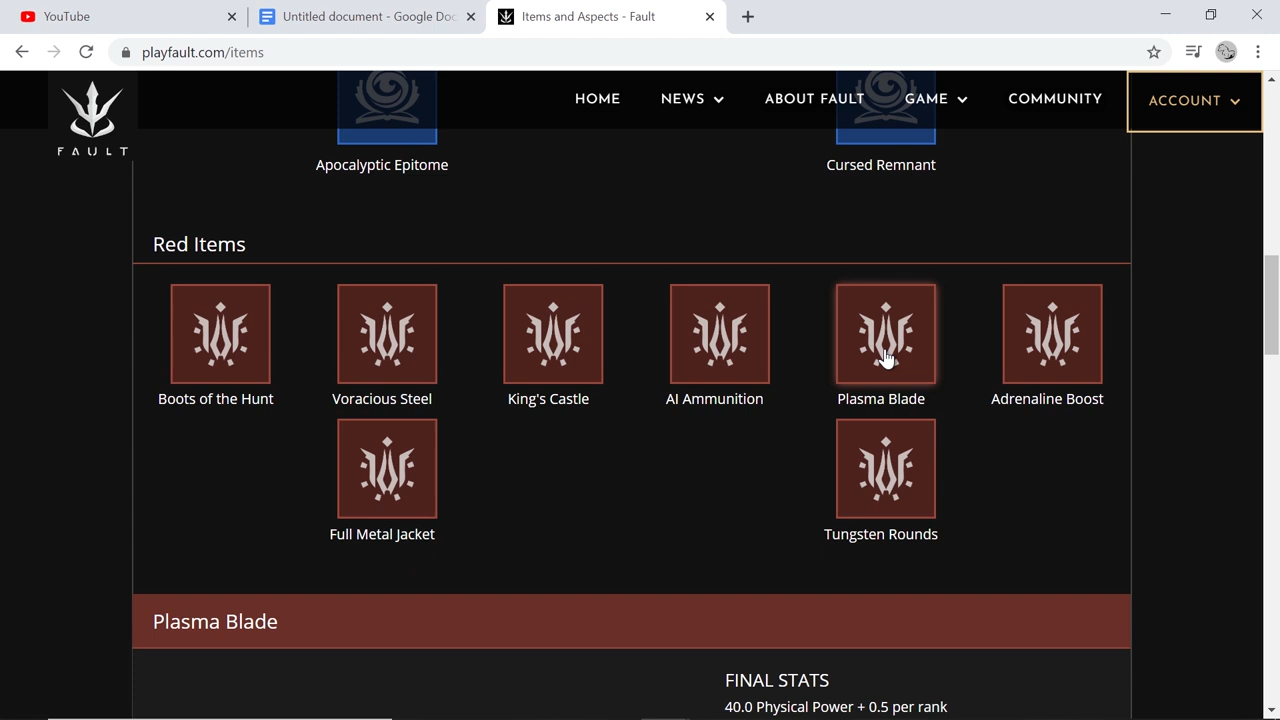 YouTube
Untitled document - Google Doc
Items and Aspects - Fault
playfault.com/items
FAULT
HOME
NEWS
ABOUT FAULT
GAME
COMMUNITY
ACCOUNT
Apocalyptic Epitome
Cursed Remnant
Red Items
Boots of the Hunt
Voracious Steel
King's Castle
AI Ammunition
Plasma Blade
Adrenaline Boost
Full Metal Jacket
Tungsten Rounds
Plasma Blade
FINAL STATS
40.0 Physical Power + 0.5 per rank